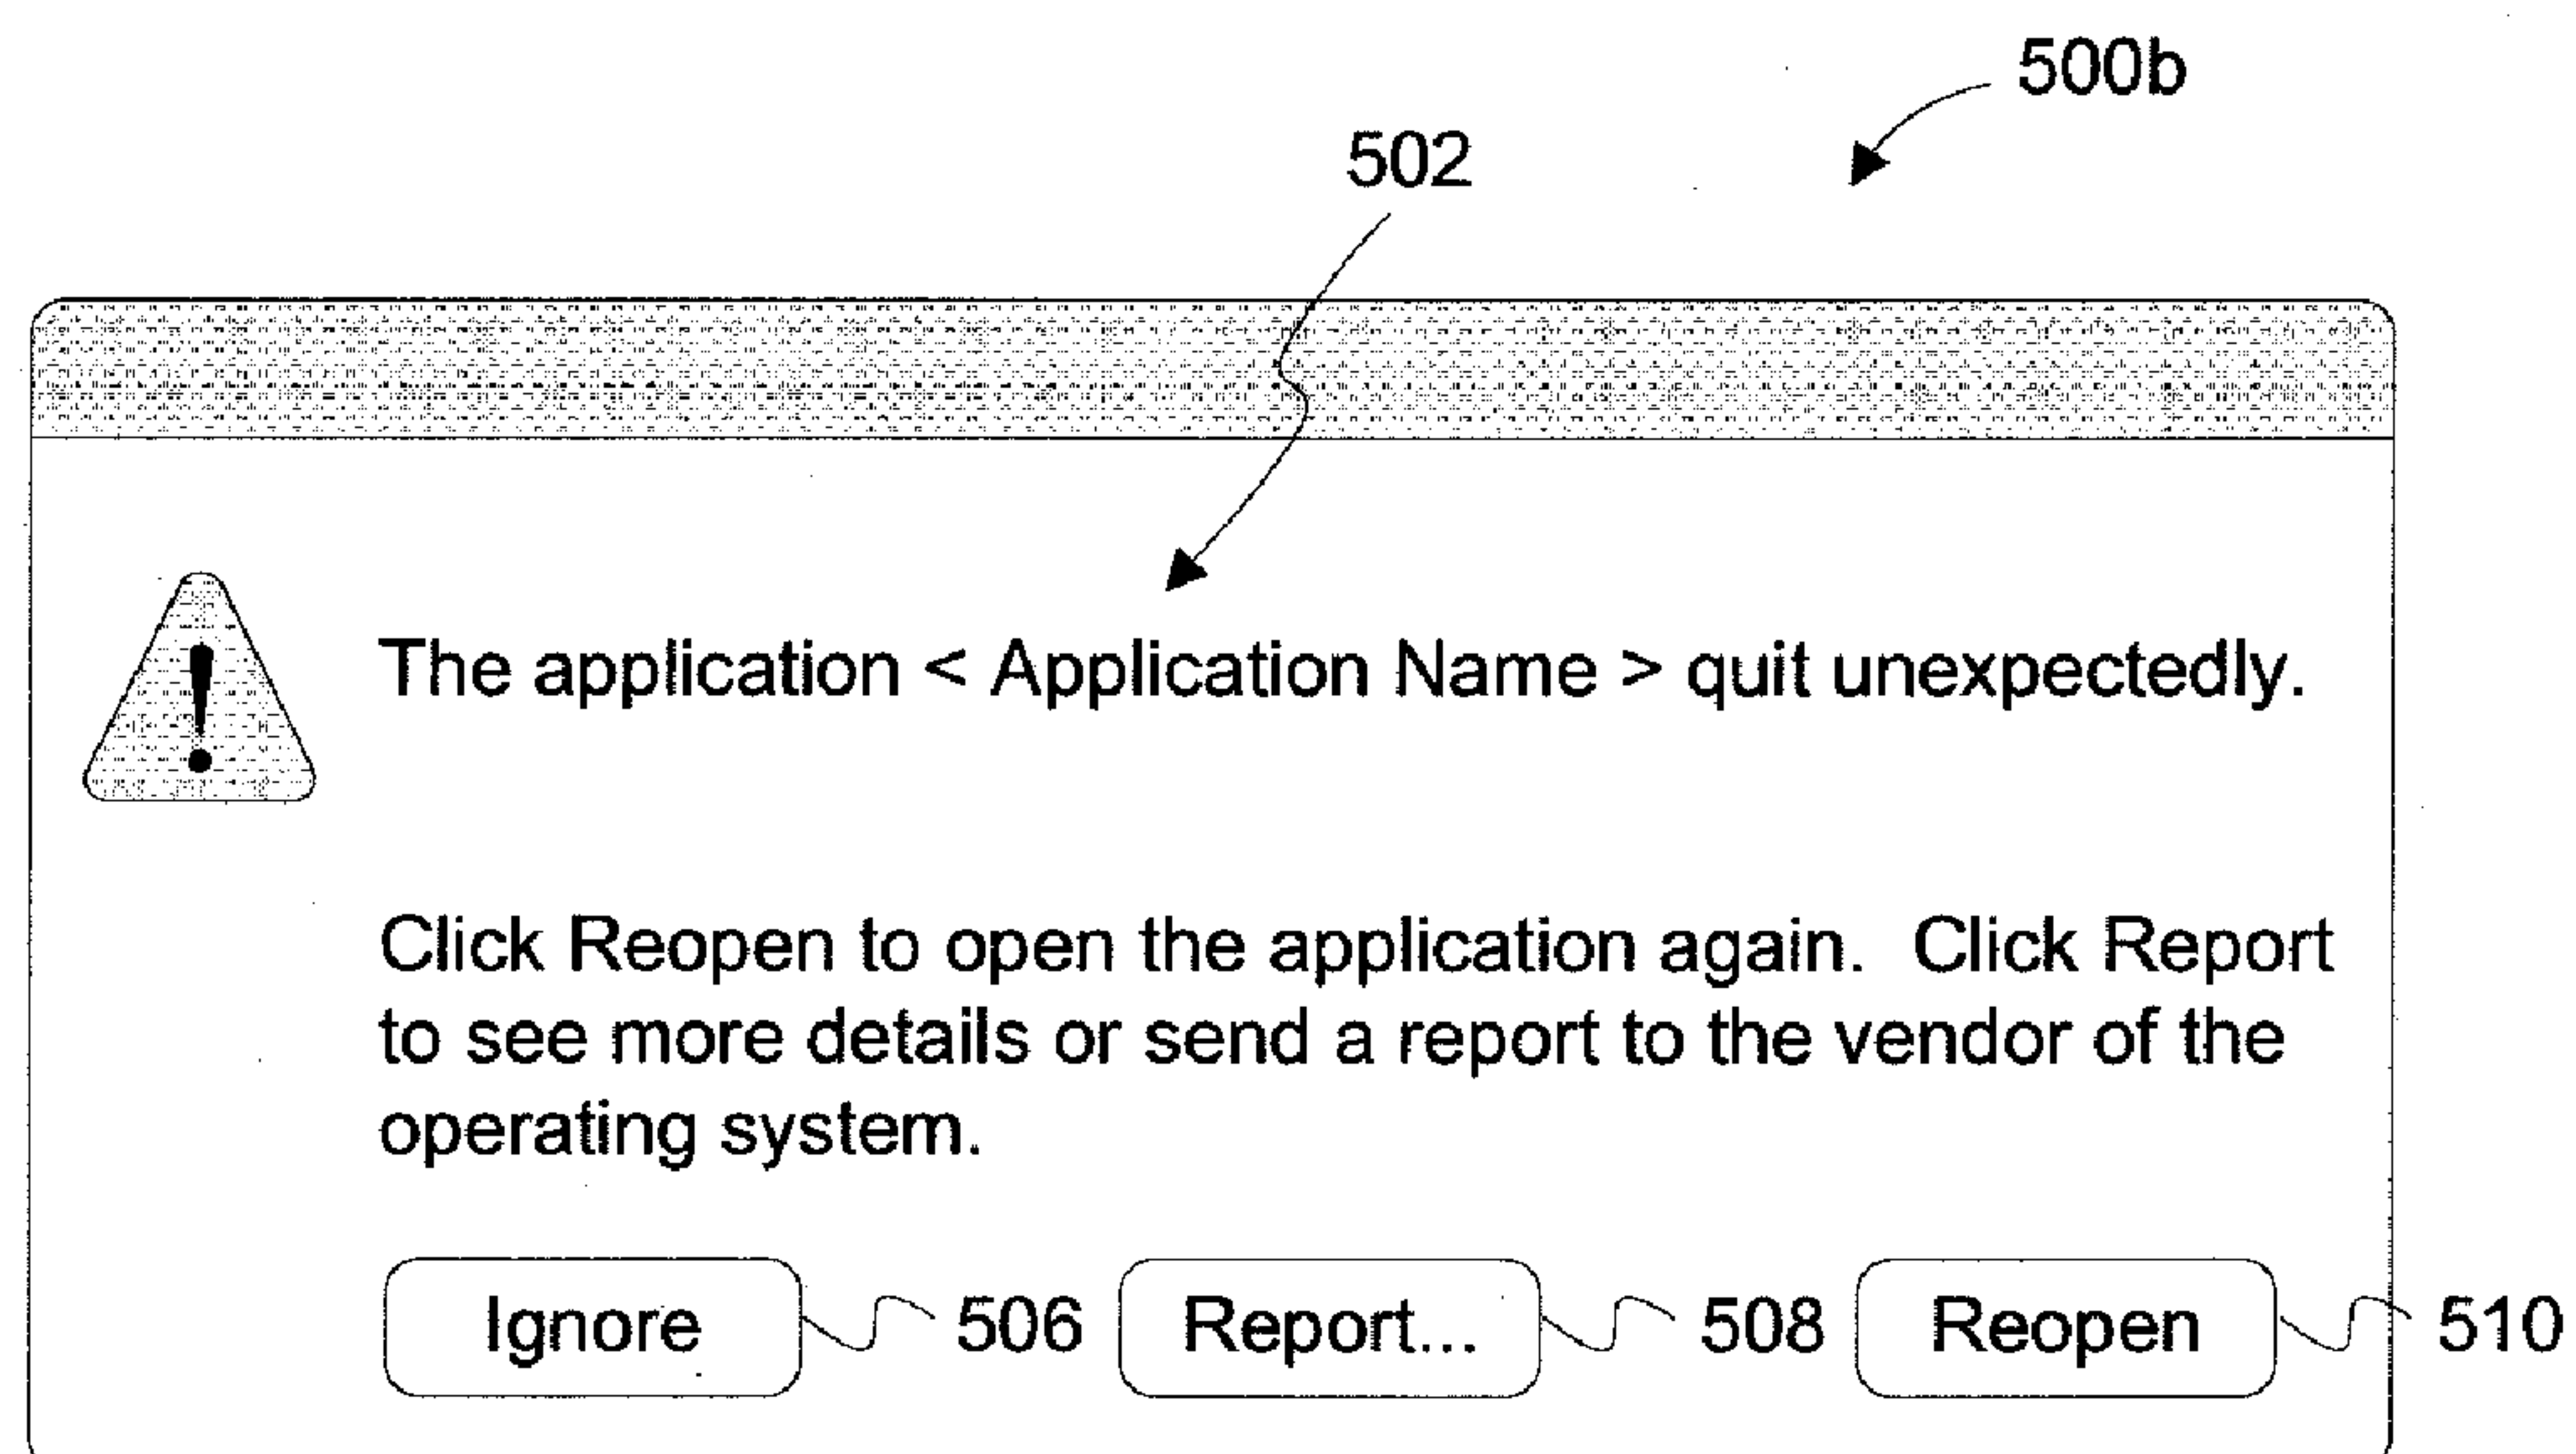 500b
502
The application < Application Name > quit unexpectedly.
Click Reopen to open the application again.  Click Report
to see more details or send a report to the vendor of the
operating system.
Ignore 506 Report... 508 Reopen 510